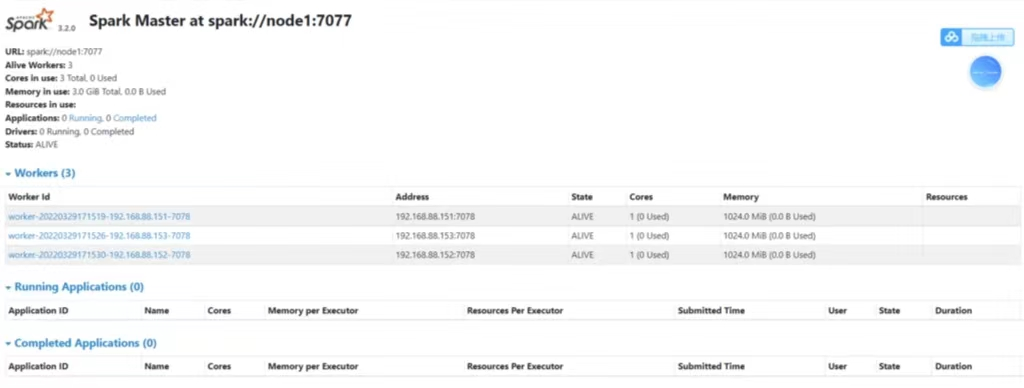 APACHE
Spark 3.2.0 Spark Master at spark://node1:7077
拖拽上传
URL: spark://node1:7077
Alive Workers: 3
Cores in use: 3 Total, 0 Used
Memory in use: 3.0 GiB Total, 0.0 B Used
Resources in use:
Applications: 0 Running, 0 Completed
Drivers: 0 Running, 0 Completed
Status: ALIVE
Workers (3)
Worker Id Address State Cores Memory Resources
worker-20220329171519-192.168.88.151-7078 192.168.88.151:7078 ALIVE 1 (0 Used) 1024.0 MiB (0.0 B Used)
worker-20220329171526-192.168.88.153-7078 192.168.88.153:7078 ALIVE 1 (0 Used) 1024.0 MiB (0.0 B Used)
worker-20220329171530-192.168.88.152-7078 192.168.88.152:7078 ALIVE 1 (0 Used) 1024.0 MiB (0.0 B Used)
Running Applications (0)
Application ID Name Cores Memory per Executor Resources Per Executor Submitted Time User State Duration
Completed Applications (0)
Application ID Name Cores Memory per Executor Resources Per Executor Submitted Time User State Duration